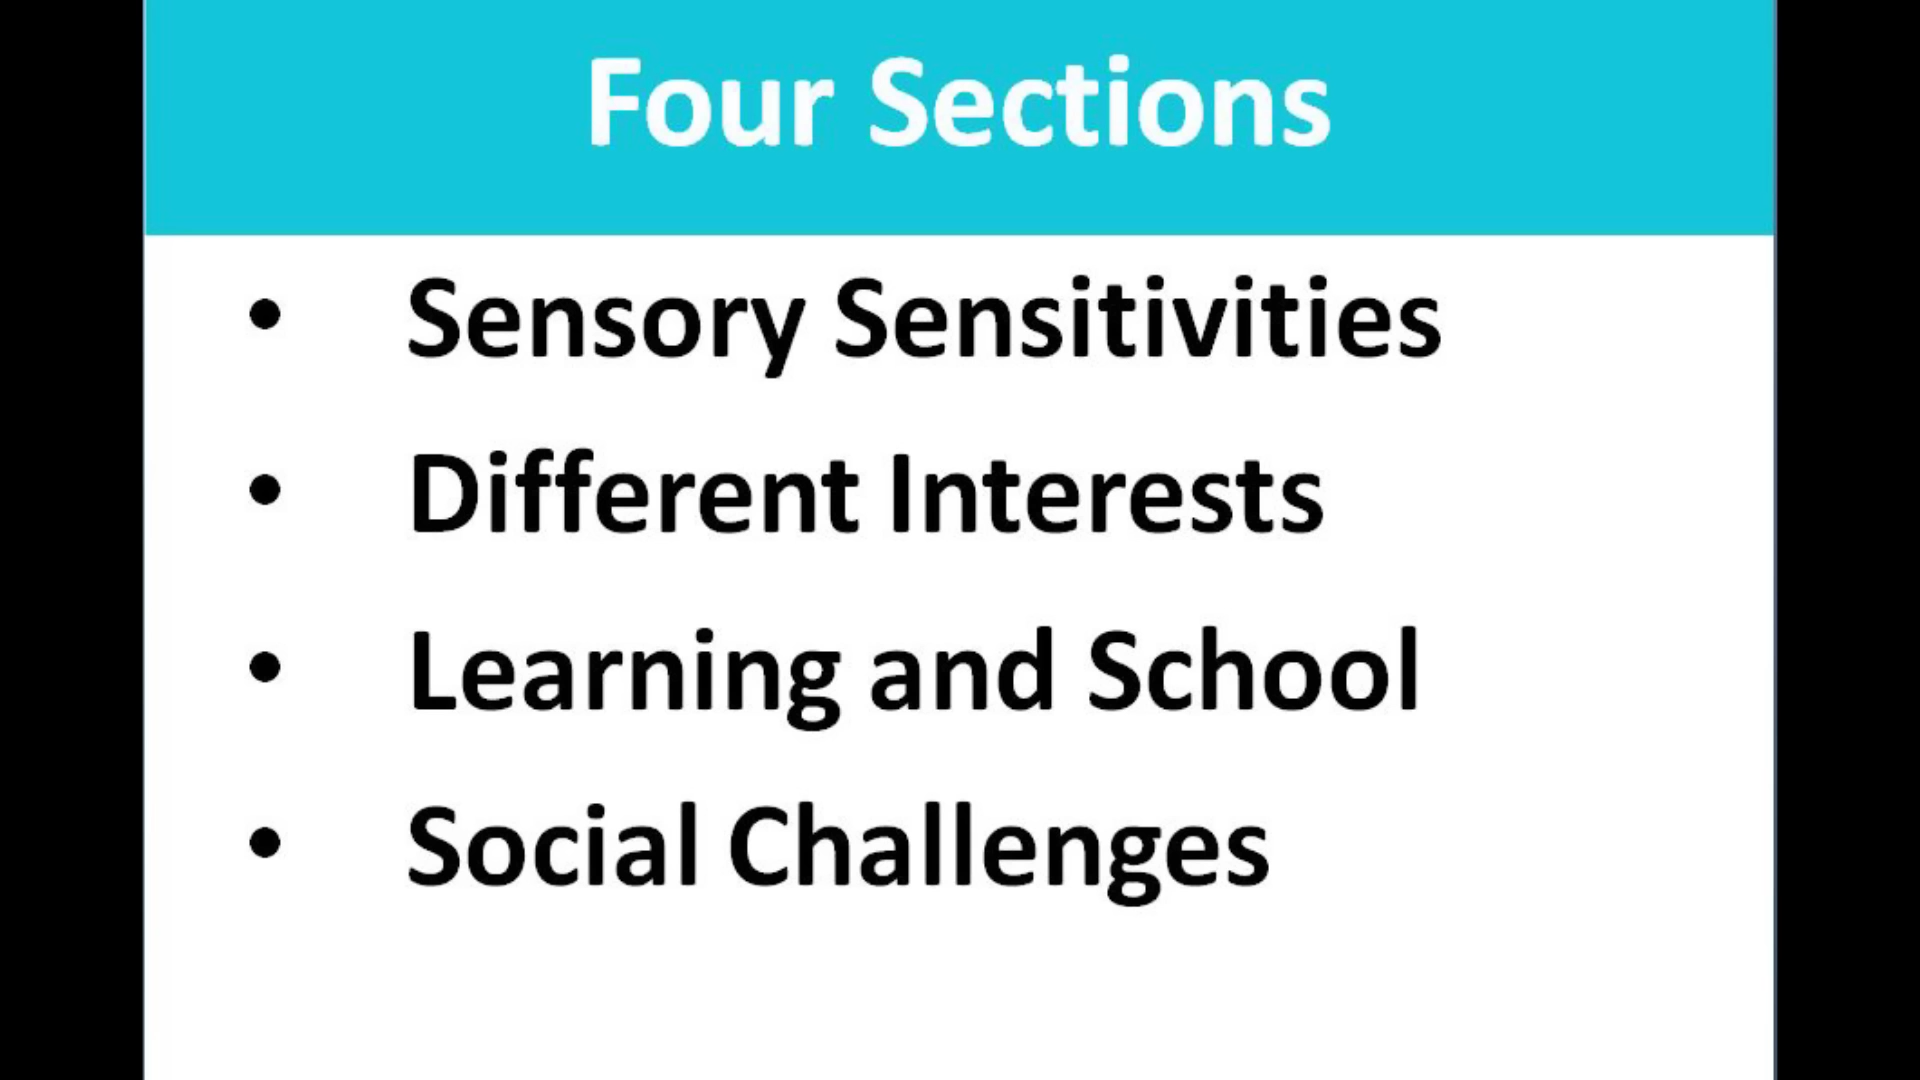 Four Sections
• Sensory Sensitivities
• Different Interests
• Learning and School
• Social Challenges